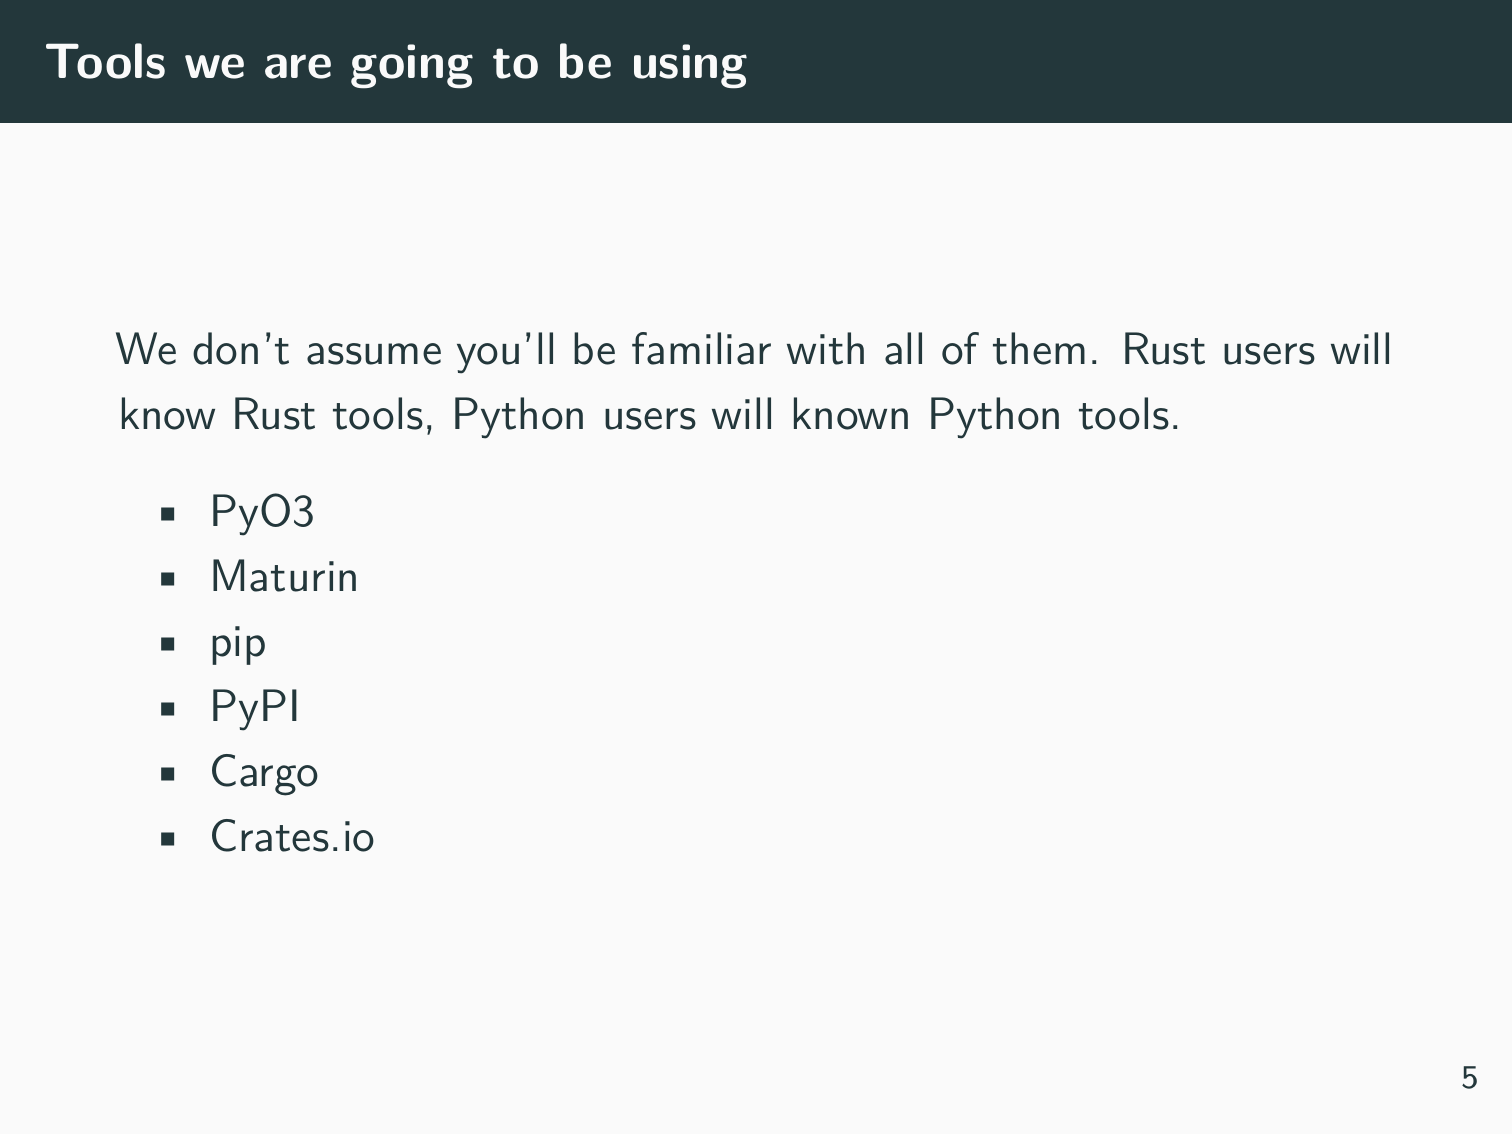 Tools we are going to be using
We don't assume you'll be familiar with all of them. Rust users will
know Rust tools, Python users will known Python tools.
▪ PyO3
▪ Maturin
▪ pip
▪ PyPI
▪ Cargo
▪ Crates.io
5